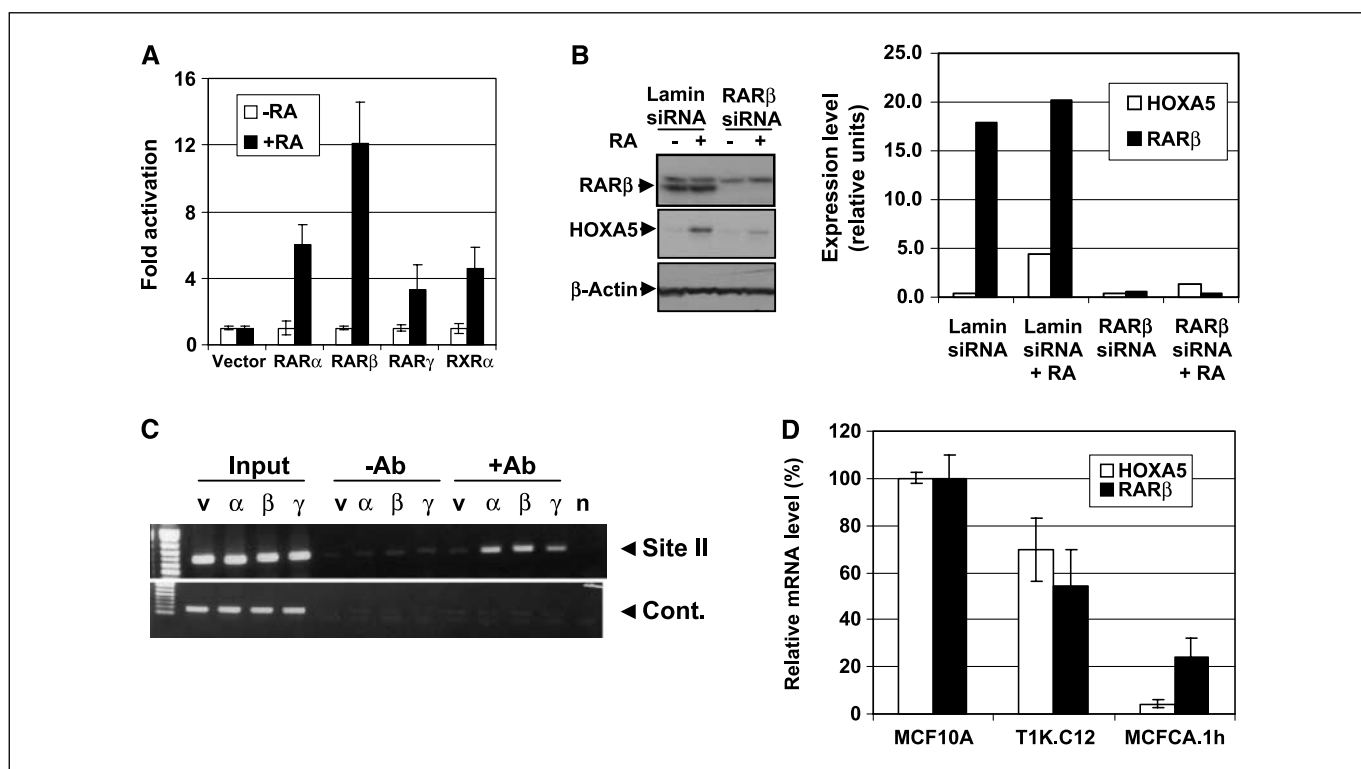 A
16
12
8
4
0
Fold activation
-RA
+RA
Vector RARα RARβ RARγ RXRα
B
Lamin siRNA
RARβ siRNA
RA - + - +
RARβ
HOXA5
β-Actin
25.0
20.0
15.0
10.0
5.0
0.0
Expression level
(relative units)
HOXA5
RARβ
Lamin siRNA
Lamin siRNA + RA
RARβ siRNA
RARβ siRNA + RA
C
Input -Ab +Ab
v α β γ v α β γ v α β γ n
Site II
Cont.
D
120
100
80
60
40
20
0
Relative mRNA level (%)
HOXA5
RARβ
MCF10A T1K.C12 MCFCA.1h